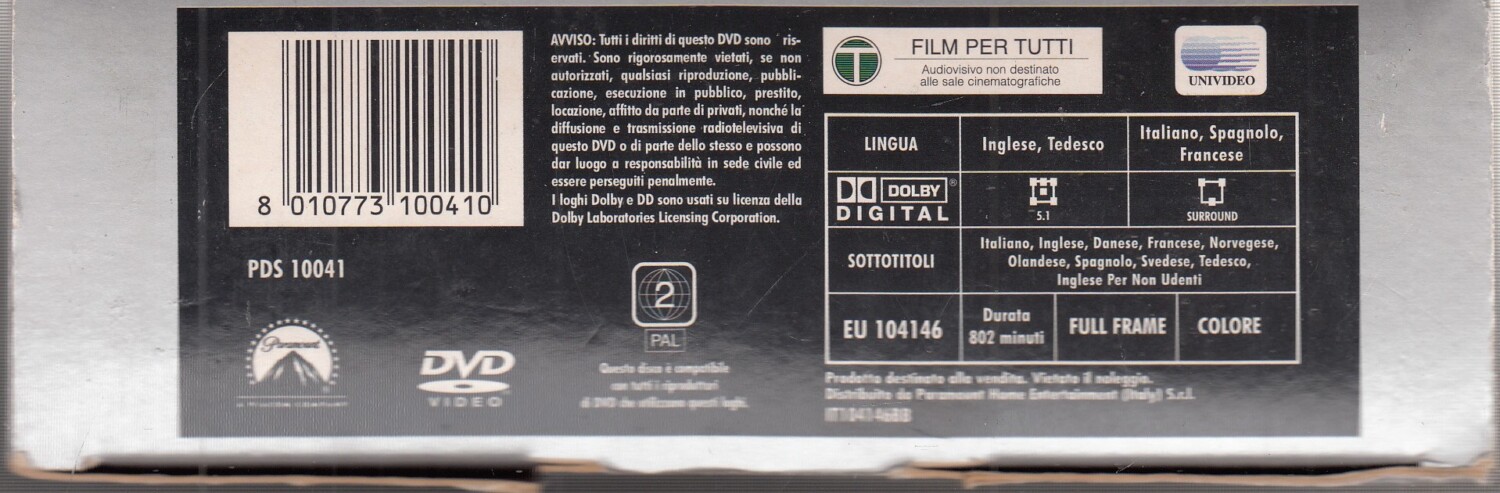 8 010773 100410
PDS 10041
Paramount
DVD
VIDEO
AVVISO: Tutti i diritti di questo DVD sono ris-
ervati. Sono rigorosamente vietati, se non
autorizzati, qualsiasi riproduzione, pubbli-
cazione, esecuzione in pubblico, prestito,
locazione, affitto da parte di privati, nonché la
diffusione e trasmissione radiotelevisiva di
questo DVD o di parte dello stesso e possono
dar luogo a responsabilità in sede civile ed
essere perseguiti penalmente.
I loghi Dolby e DD sono usati su licenza della
Dolby Laboratories Licensing Corporation.
2
PAL
Questo disco è compatibile
con tutti i riproduttori
di DVD che utilizzano questi loghi.
T FILM PER TUTTI
Audiovisivo non destinato
alle sale cinematografiche
UNIVIDEO
LINGUA
Inglese, Tedesco
Italiano, Spagnolo,
Francese
DOLBY®
DIGITAL
5.1
SURROUND
SOTTOTITOLI
Italiano, Inglese, Danese, Francese, Norvegese,
Olandese, Spagnolo, Svedese, Tedesco,
Inglese Per Non Udenti
EU 104146
Durata
802 minuti
FULL FRAME
COLORE
Prodotto destinato alla vendita. Vietato il noleggio.
Distribuito da Paramount Home Entertainment (Italy) S.r.l.